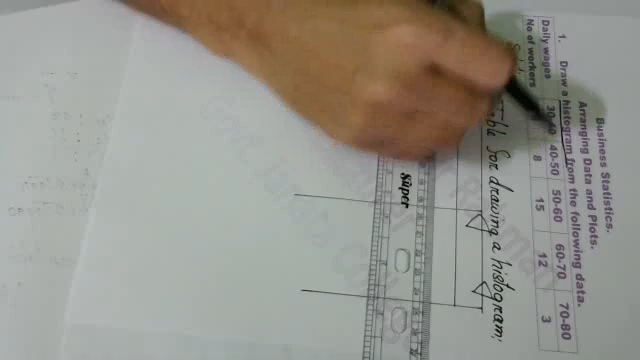 Business Statistics.
Arranging Data and Plots.
1. Draw a histogram from the following data.
Daily wages 30-40 40-50 50-60 60-70 70-80
No of workers 8 15 12 3
Table for drawing a histogram:
Süper